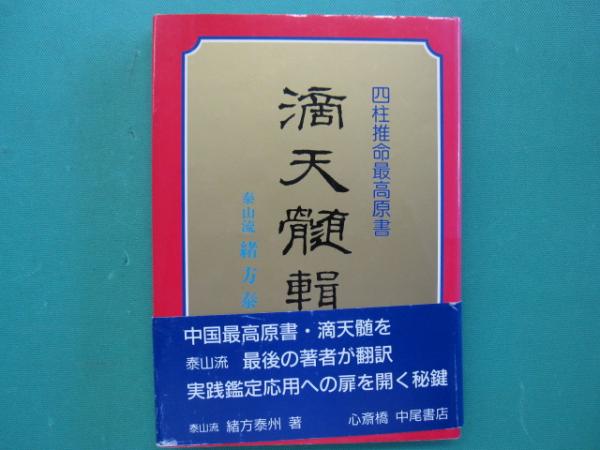 四柱推命最高原書
滴天髄輯
泰山流 緒方泰
中国最高原書・滴天髄を
泰山流 最後の著者が翻訳
実践鑑定応用への扉を開く秘鍵
泰山流 緒方泰州 著 心斎橋 中尾書店